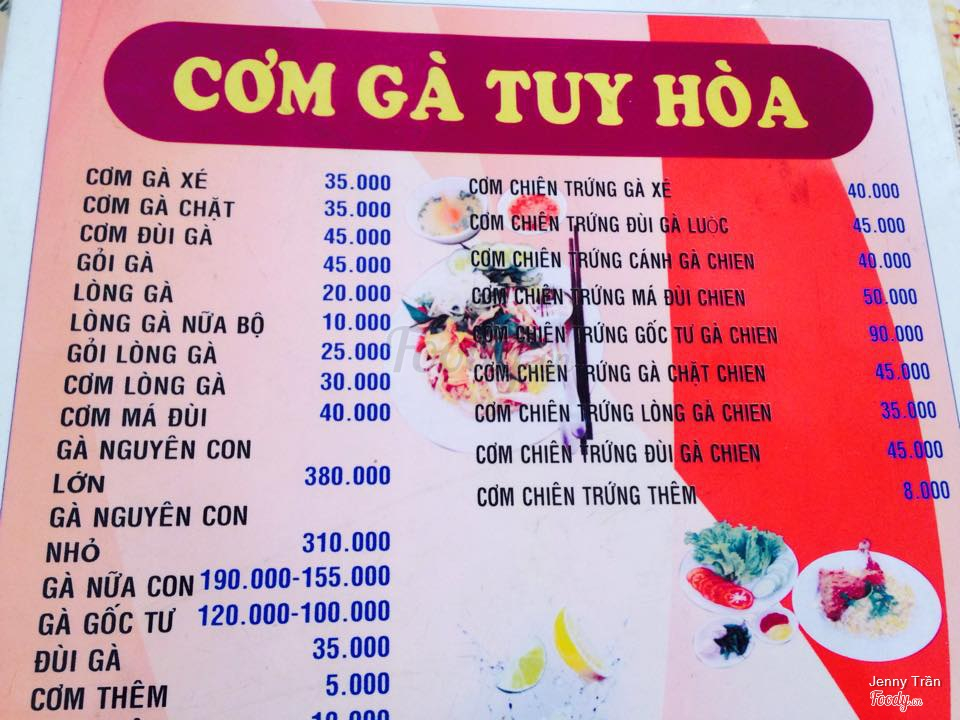 CƠM GÀ TUY HÒA
CƠM GÀ XÉ 35.000
CƠM GÀ CHẶT 35.000
CƠM ĐÙI GÀ 45.000
GỎI GÀ 45.000
LÒNG GÀ 20.000
LÒNG GÀ NỮA BỘ 10.000
GỎI LÒNG GÀ 25.000
CƠM LÒNG GÀ 30.000
CƠM MÁ ĐÙI 40.000
GÀ NGUYÊN CON
LỚN 380.000
GÀ NGUYÊN CON
NHỎ 310.000
GÀ NỮA CON 190.000-155.000
GÀ GỐC TƯ 120.000-100.000
ĐÙI GÀ 35.000
CƠM THÊM 5.000
10.000
CƠM CHIÊN TRỨNG GÀ XÉ 40.000
CƠM CHIÊN TRỨNG ĐÙI GÀ LUỘC 45.000
CƠM CHIÊN TRỨNG CÁNH GÀ CHIEN 40.000
CƠM CHIÊN TRỨNG MÁ ĐÙI CHIEN 50.000
CƠM CHIÊN TRỨNG GỐC TƯ GÀ CHIEN 90.000
CƠM CHIÊN TRỨNG GÀ CHẶT CHIEN 45.000
CƠM CHIÊN TRỨNG LÒNG GÀ CHIEN 35.000
CƠM CHIÊN TRỨNG ĐÙI GÀ CHIEN 45.000
CƠM CHIÊN TRỨNG THÊM 8.000
Foody.vn
Jenny Trần
Foody.vn